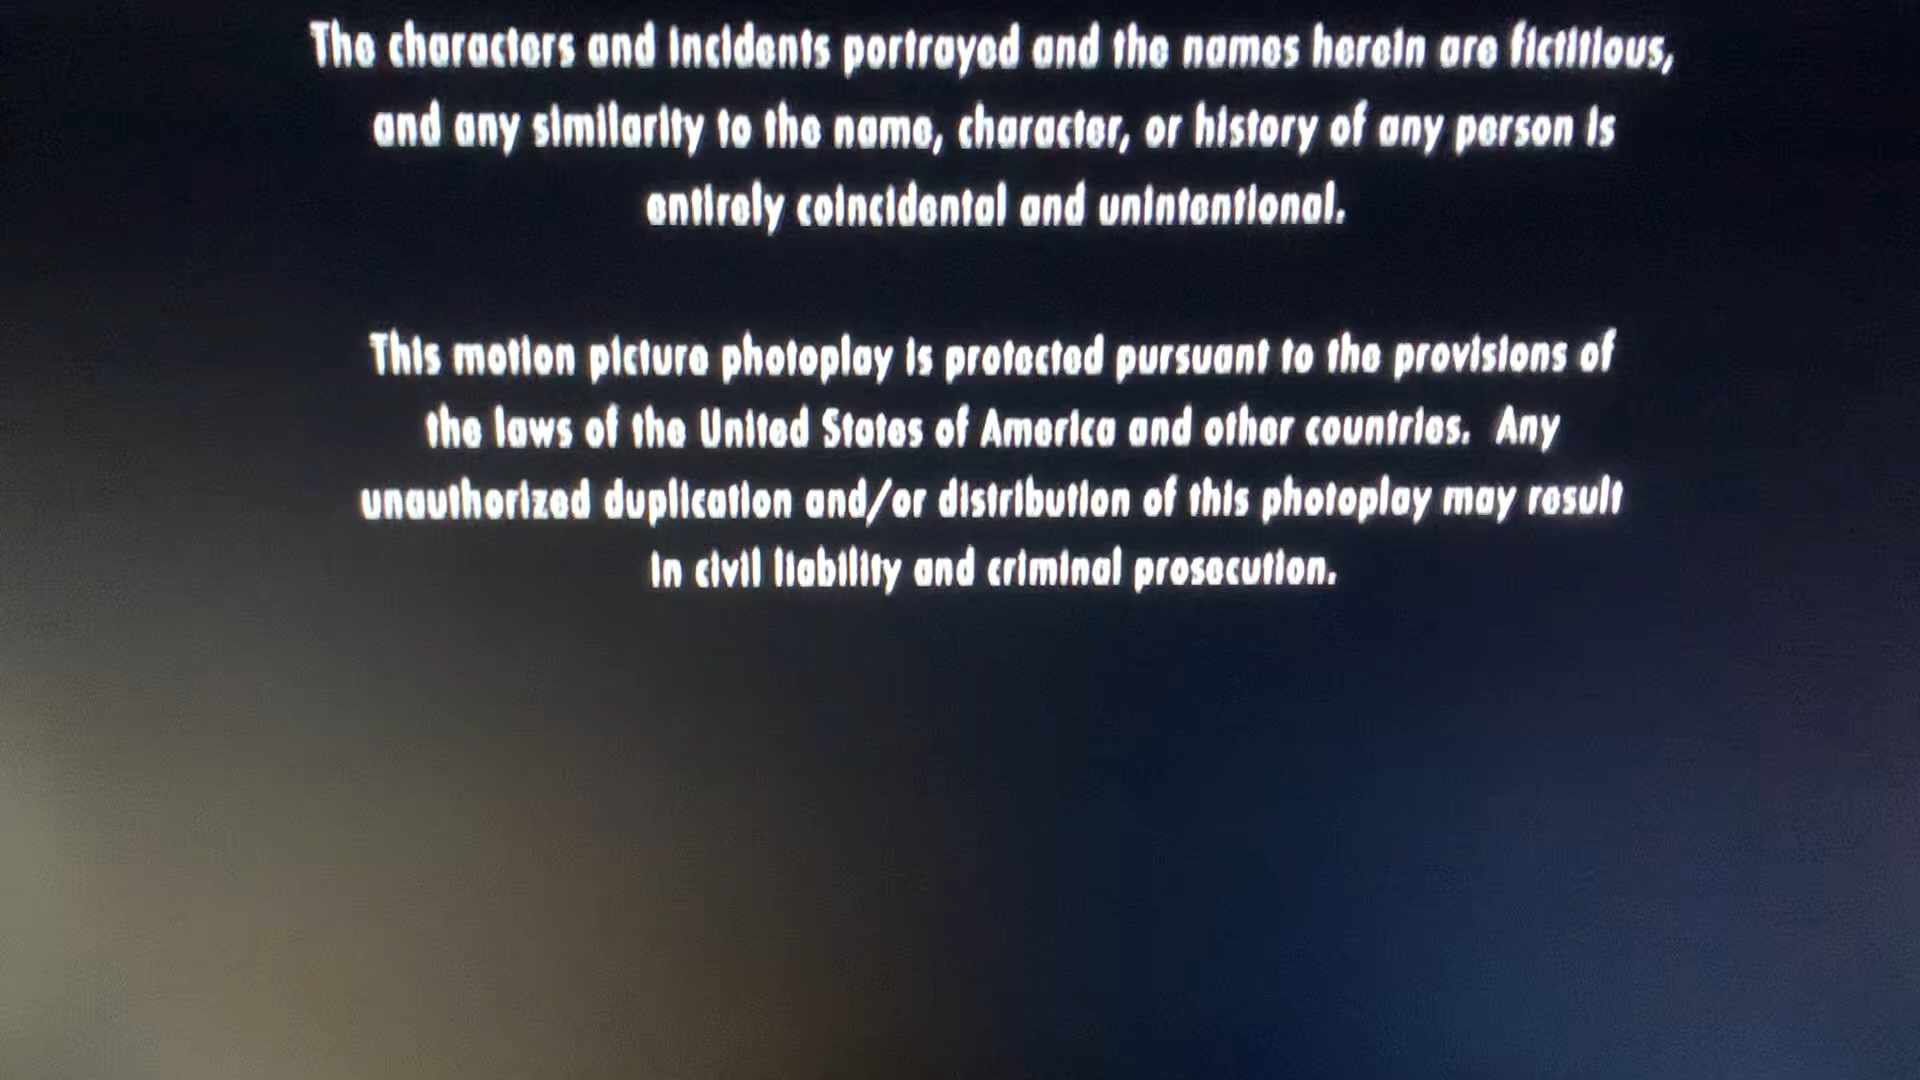 The characters and incidents portrayed and the names herein are fictitious,
and any similarity to the name, character, or history of any person is
entirely coincidental and unintentional.
This motion picture photoplay is protected pursuant to the provisions of
the laws of the United States of America and other countries. Any
unauthorized duplication and/or distribution of this photoplay may result
in civil liability and criminal prosecution.